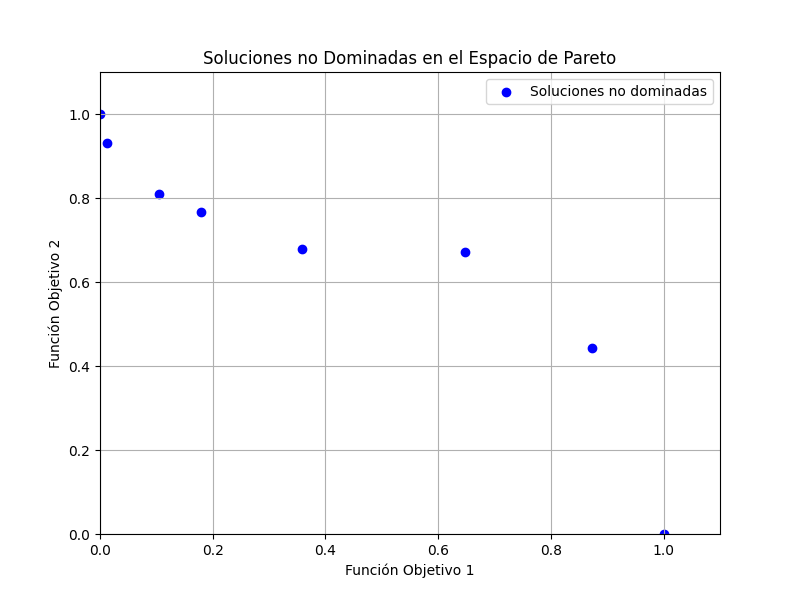 Soluciones no Dominadas en el Espacio de Pareto
Soluciones no dominadas
1.0
0.8
0.6
0.4
0.2
0.0
Función Objetivo 2
0.0 0.2 0.4 0.6 0.8 1.0
Función Objetivo 1